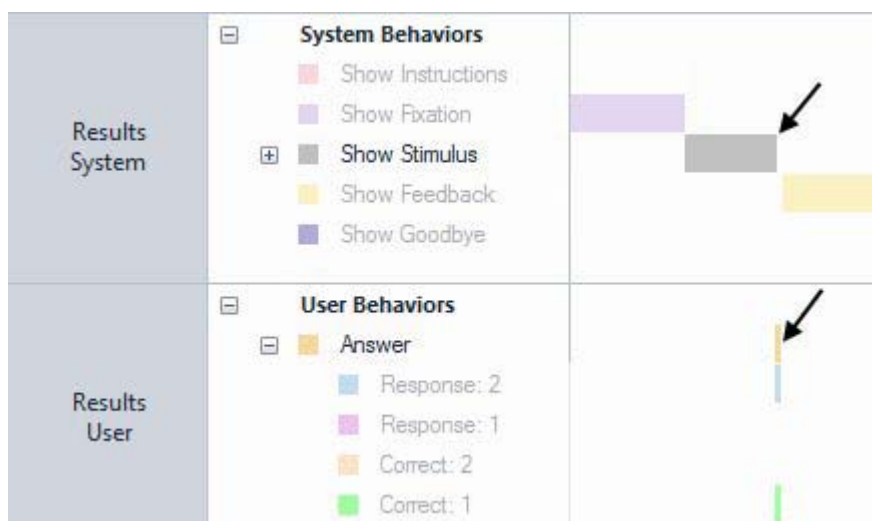 Results
System
System Behaviors
Show Instructions
Show Fixation
Show Stimulus
Show Feedback
Show Goodbye
Results
User
User Behaviors
Answer
Response: 2
Response: 1
Correct: 2
Correct: 1